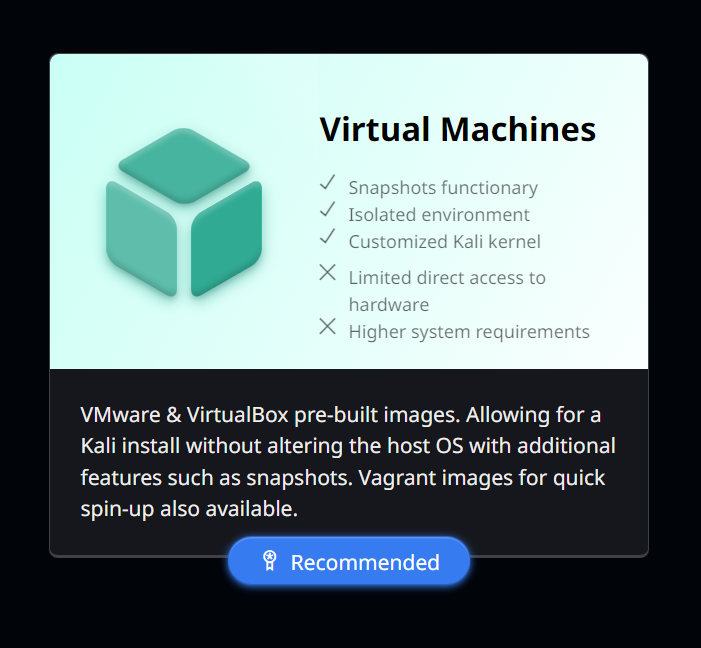 Virtual Machines
Snapshots functionary
Isolated environment
Customized Kali kernel
Limited direct access to
hardware
Higher system requirements
VMware & VirtualBox pre-built images. Allowing for a
Kali install without altering the host OS with additional
features such as snapshots. Vagrant images for quick
spin-up also available.
Recommended